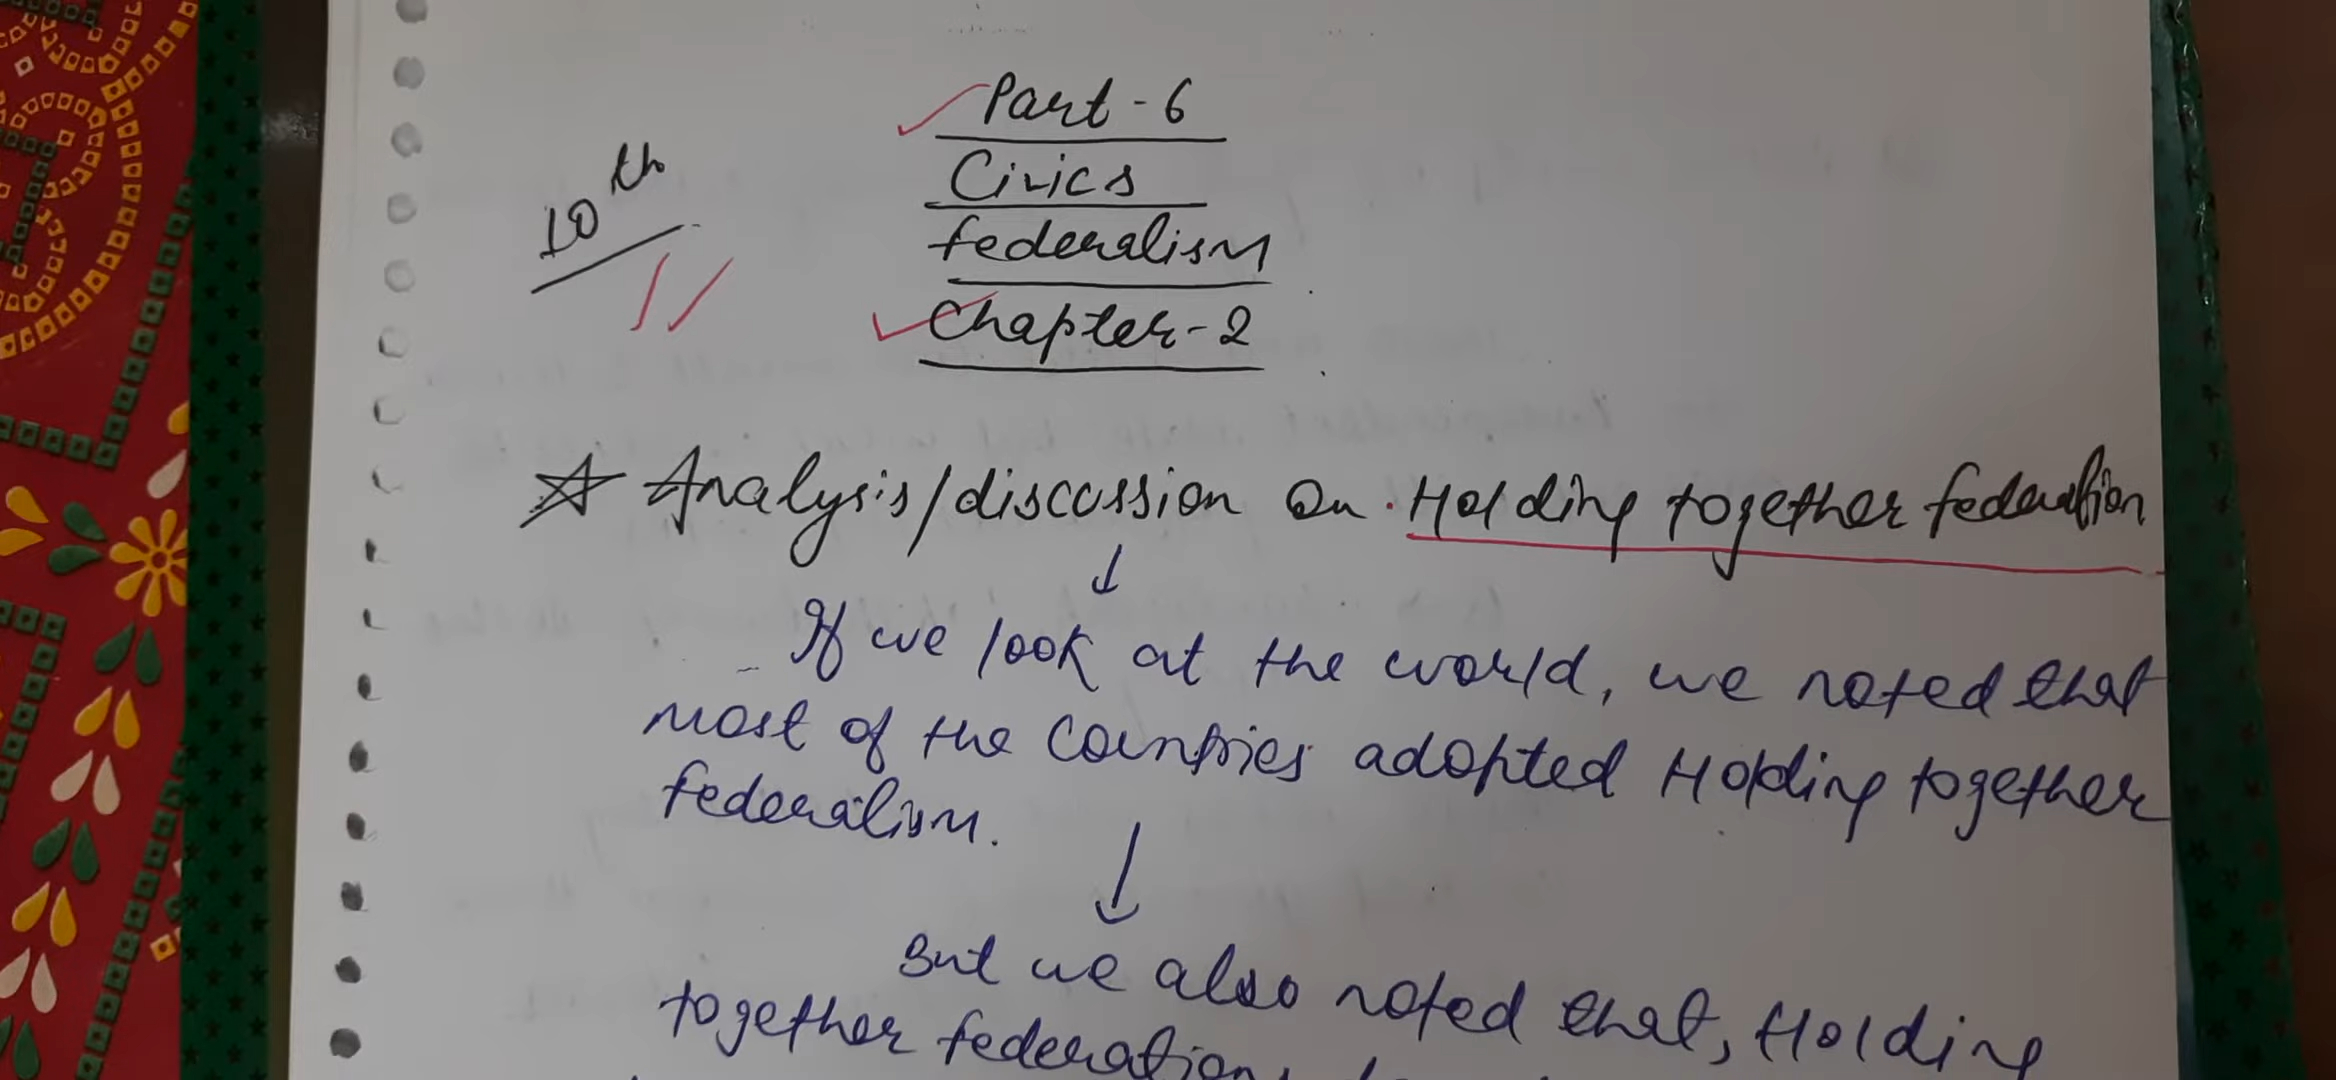 Part - 6
Civics
10th
federalism
Chapter - 2
☆ Analysis/discussion on Holding together federation
↓
If we look at the world, we noted that
most of the countries adopted Holding together
federalism.
↓
But we also noted that, Holding
together federations